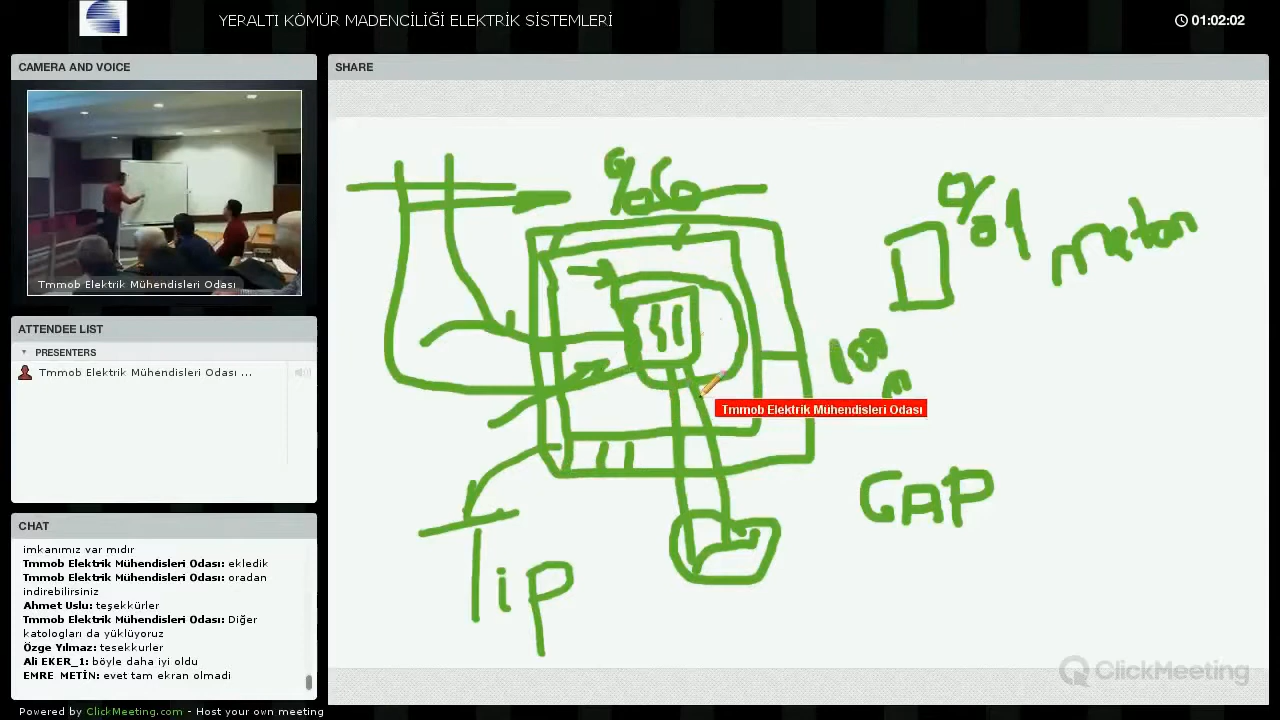 YERALTI KÖMÜR MADENCİLİĞİ ELEKTRİK SİSTEMLERİ
01:02:02
CAMERA AND VOICE
Tmmob Elektrik Mühendisleri Odası
ATTENDEE LIST
PRESENTERS
Tmmob Elektrik Mühendisleri Odası ...
CHAT
imkanımız var mıdır
Tmmob Elektrik Mühendisleri Odası: ekledik
Tmmob Elektrik Mühendisleri Odası: oradan
indirebilirsiniz
Ahmet Uslu: teşekkürler
Tmmob Elektrik Mühendisleri Odası: Diğer
katologları da yüklüyoruz
Özge Yılmaz: tesekkurler
Ali EKER_1: böyle daha iyi oldu
EMRE METİN: evet tam ekran olmadi
Powered by ClickMeeting.com - Host your own meeting
SHARE
%60
%1
metan
100
m
Tmmob Elektrik Mühendisleri Odası
GAP
Tip
ClickMeeting